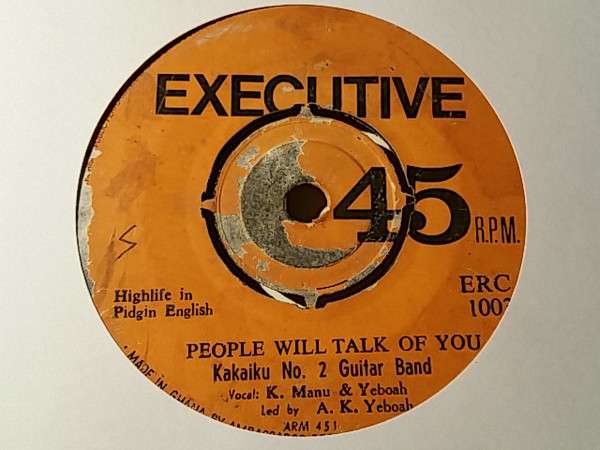 EXECUTIVE
45
R.P.M.
S
ERC
Highlife in
Pidgin English
PEOPLE WILL TALK OF YOU
Kakaiku No. 2 Guitar Band
Vocal: K. Manu & Yeboah
Led by A. K. Yeboah
ARM 451
MADE IN GHANA BY